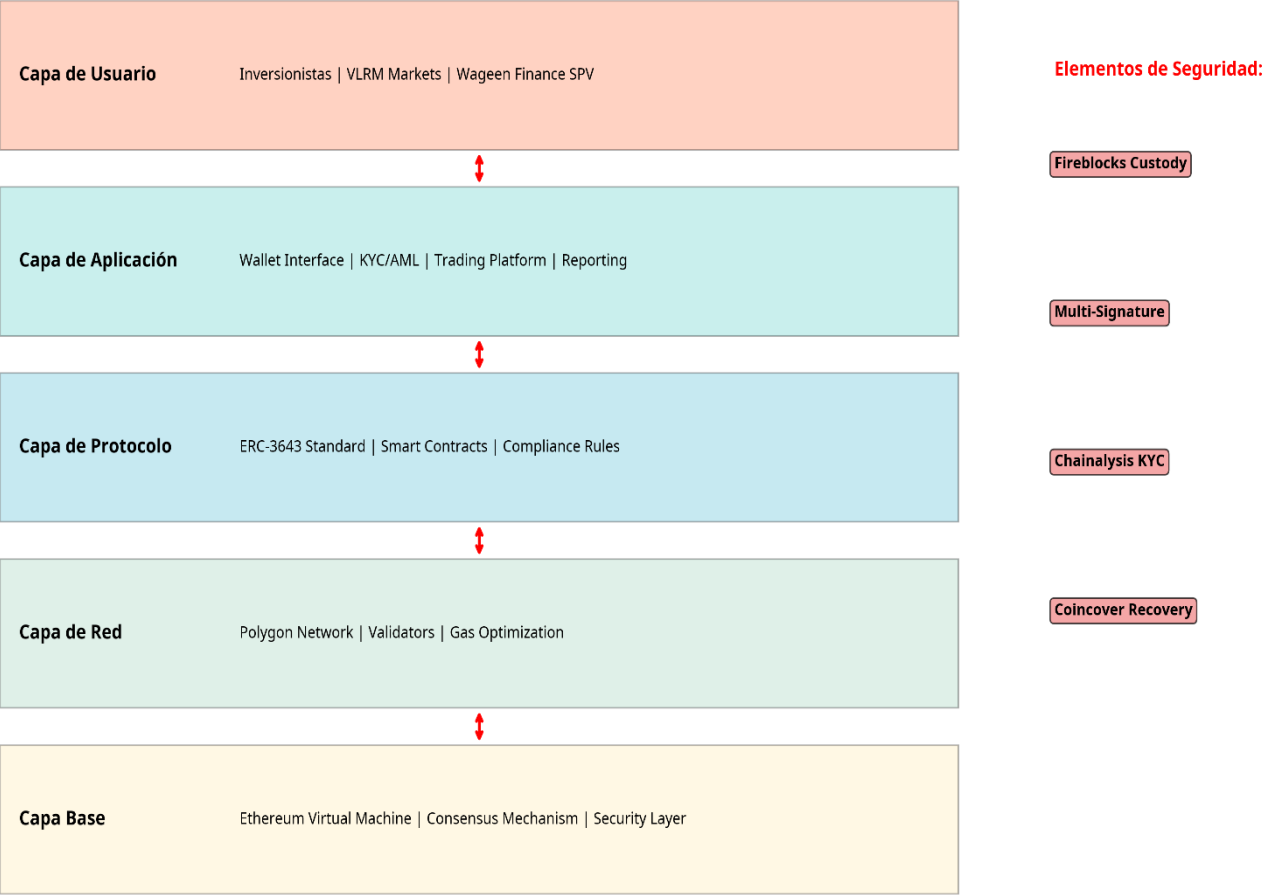 Capa de Usuario
Inversionistas | VLRM Markets | Wageen Finance SPV
Capa de Aplicación
Wallet Interface | KYC/AML | Trading Platform | Reporting
Capa de Protocolo
ERC-3643 Standard | Smart Contracts | Compliance Rules
Capa de Red
Polygon Network | Validators | Gas Optimization
Capa Base
Ethereum Virtual Machine | Consensus Mechanism | Security Layer
Elementos de Seguridad:
Fireblocks Custody
Multi-Signature
Chainalysis KYC
Coincover Recovery